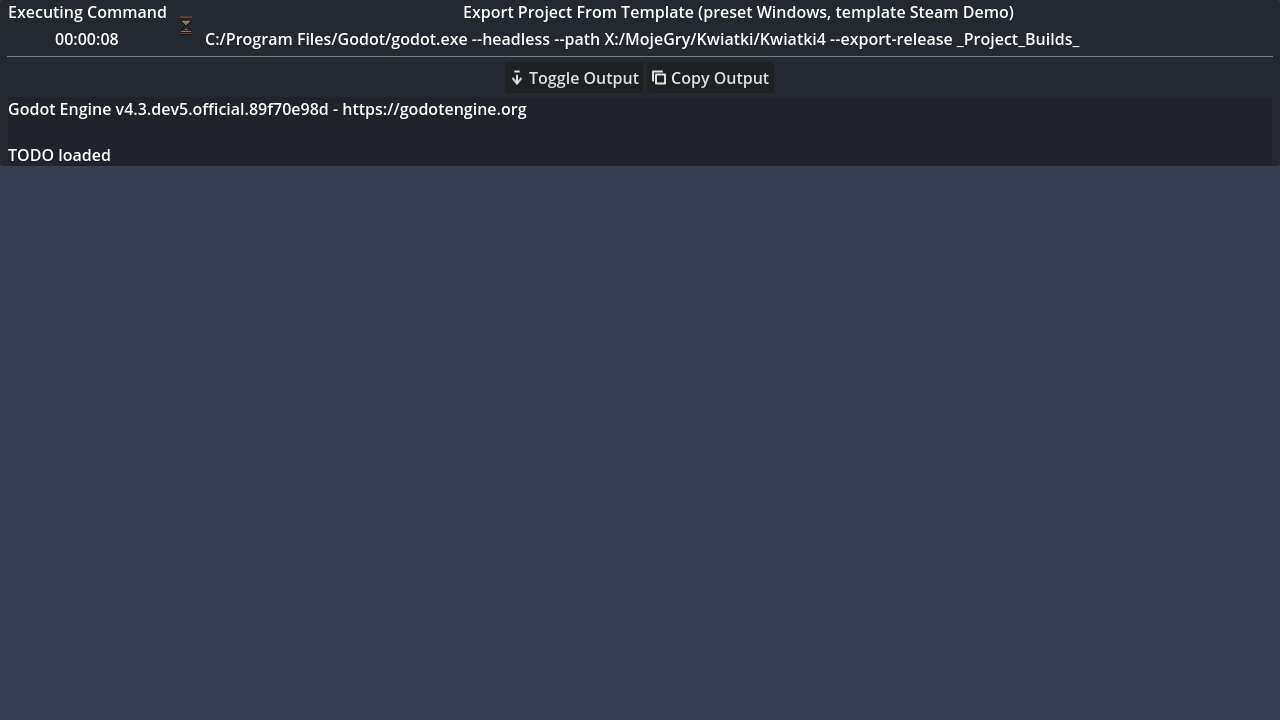 Executing Command
Export Project From Template (preset Windows, template Steam Demo)
00:00:08
C:/Program Files/Godot/godot.exe --headless --path X:/MojeGry/Kwiatki/Kwiatki4 --export-release _Project_Builds_
Toggle Output
Copy Output
Godot Engine v4.3.dev5.official.89f70e98d - https://godotengine.org
TODO loaded